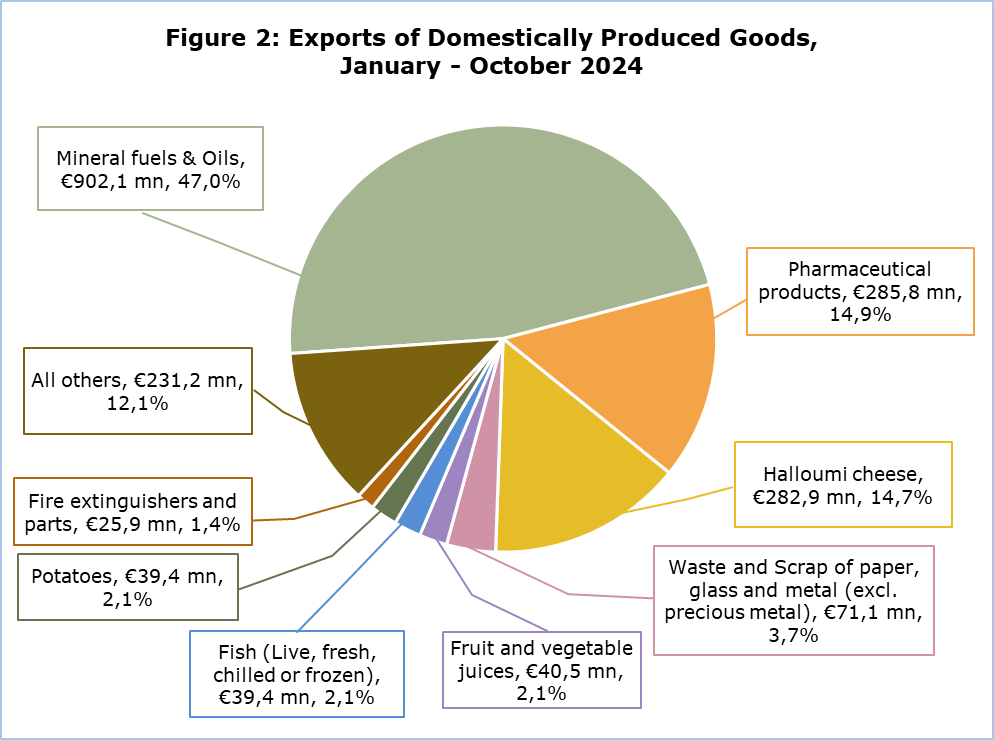 Figure 2: Exports of Domestically Produced Goods,
January - October 2024
Mineral fuels & Oils,
€902,1 mn, 47,0%
Pharmaceutical
products, €285,8 mn,
14,9%
All others, €231,2 mn,
12,1%
Halloumi cheese,
€282,9 mn, 14,7%
Fire extinguishers and
parts, €25,9 mn, 1,4%
Waste and Scrap of paper,
glass and metal (excl.
precious metal), €71,1 mn,
3,7%
Potatoes, €39,4 mn,
2,1%
Fish (Live, fresh,
chilled or frozen),
€39,4 mn, 2,1%
Fruit and vegetable
juices, €40,5 mn,
2,1%